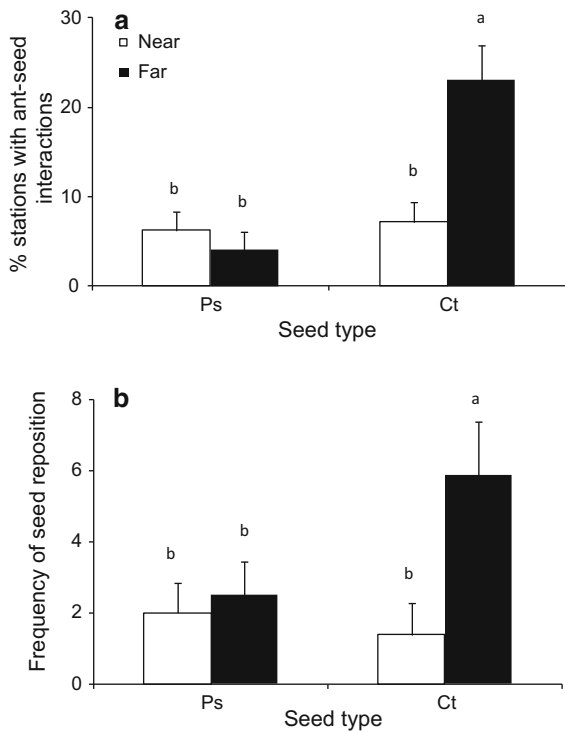 a
Near
Far
30
20
10
0
% stations with ant-seed
interactions
b
b
b
a
Ps
Ct
Seed type
b
8
6
4
2
0
Frequency of seed reposition
b
b
b
a
Ps
Ct
Seed type